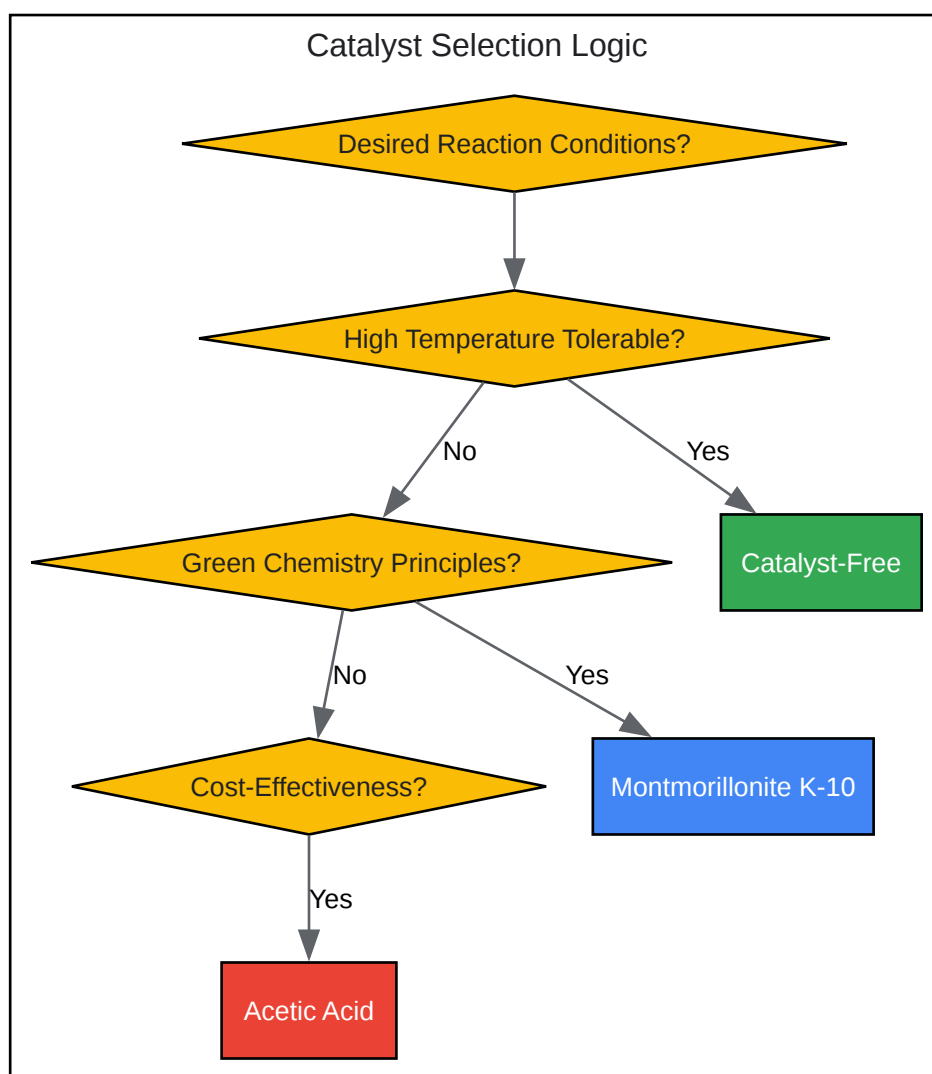 Catalyst Selection Logic
Desired Reaction Conditions?
High Temperature Tolerable?
No
Yes
Green Chemistry Principles?
Catalyst-Free
No
Yes
Cost-Effectiveness?
Montmorillonite K-10
Yes
Acetic Acid